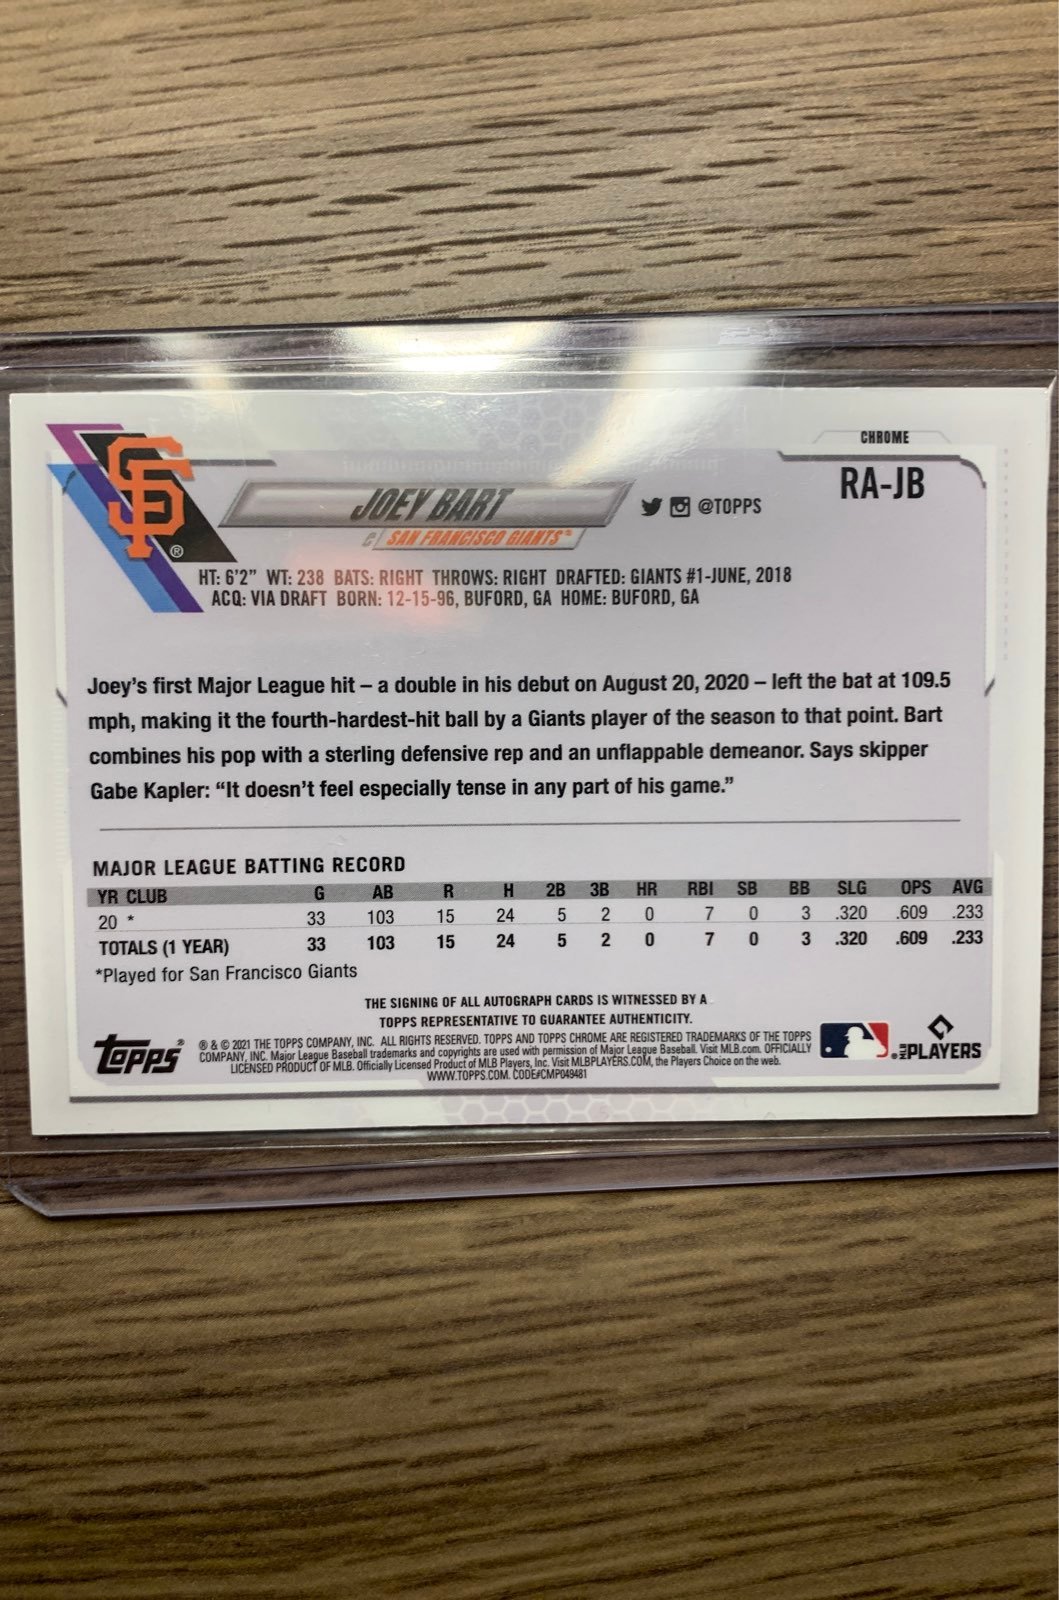 CHROME
RA-JB
SF ®
JOEY BART
@TOPPS
C / SAN FRANCISCO GIANTS®
HT: 6'2" WT: 238 BATS: RIGHT THROWS: RIGHT DRAFTED: GIANTS #1-JUNE, 2018
ACQ: VIA DRAFT BORN: 12-15-96, BUFORD, GA HOME: BUFORD, GA
Joey's first Major League hit – a double in his debut on August 20, 2020 – left the bat at 109.5
mph, making it the fourth-hardest-hit ball by a Giants player of the season to that point. Bart
combines his pop with a sterling defensive rep and an unflappable demeanor. Says skipper
Gabe Kapler: “It doesn't feel especially tense in any part of his game.”
MAJOR LEAGUE BATTING RECORD
YR CLUB G AB R H 2B 3B HR RBI SB BB SLG OPS AVG
20 * 33 103 15 24 5 2 0 7 0 3 .320 .609 .233
TOTALS (1 YEAR) 33 103 15 24 5 2 0 7 0 3 .320 .609 .233
*Played for San Francisco Giants
THE SIGNING OF ALL AUTOGRAPH CARDS IS WITNESSED BY A
TOPPS REPRESENTATIVE TO GUARANTEE AUTHENTICITY.
Topps®
® & © 2021 THE TOPPS COMPANY, INC. ALL RIGHTS RESERVED. TOPPS AND TOPPS CHROME ARE REGISTERED TRADEMARKS OF THE TOPPS
COMPANY, INC. Major League Baseball trademarks and copyrights are used with permission of Major League Baseball. Visit MLB.com. OFFICIALLY
LICENSED PRODUCT OF MLB. Officially Licensed Product of MLB Players, Inc. Visit MLBPLAYERS.COM, the Players Choice on the web.
WWW.TOPPS.COM. CODE#CMP049481
MLB PLAYERS